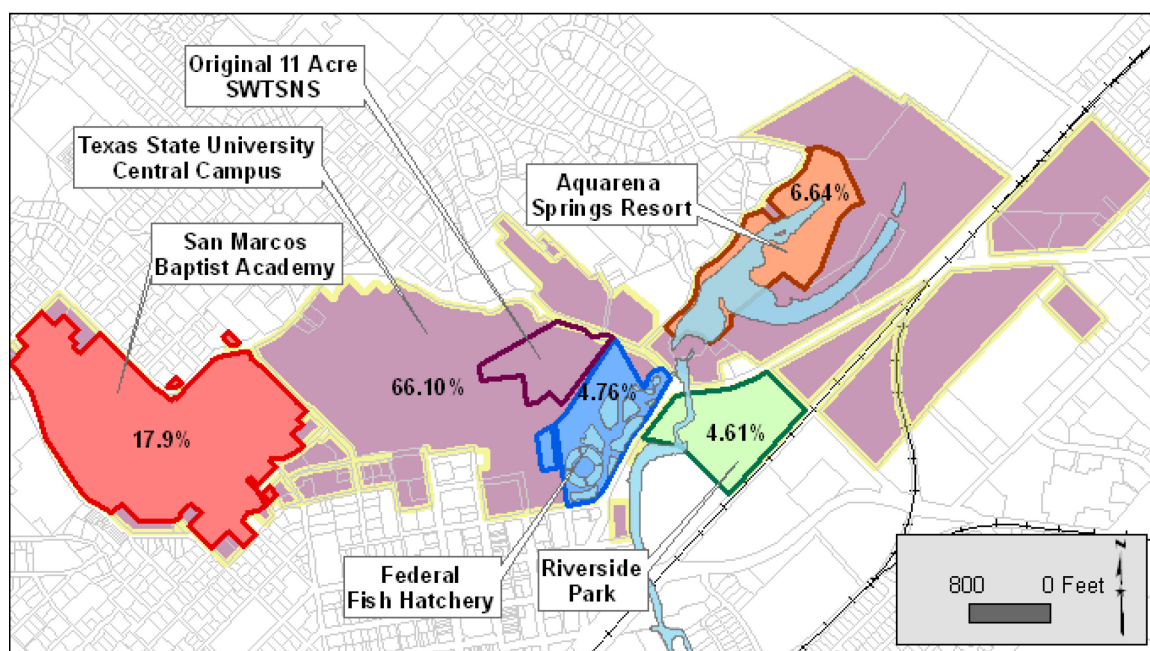 Original 11 Acre
SWTSNS
Texas State University
Central Campus
San Marcos
Baptist Academy
Aquarena
Springs Resort
6.64%
66.10%
4.76%
17.9%
4.61%
Federal
Fish Hatchery
Riverside
Park
800 0 Feet
N